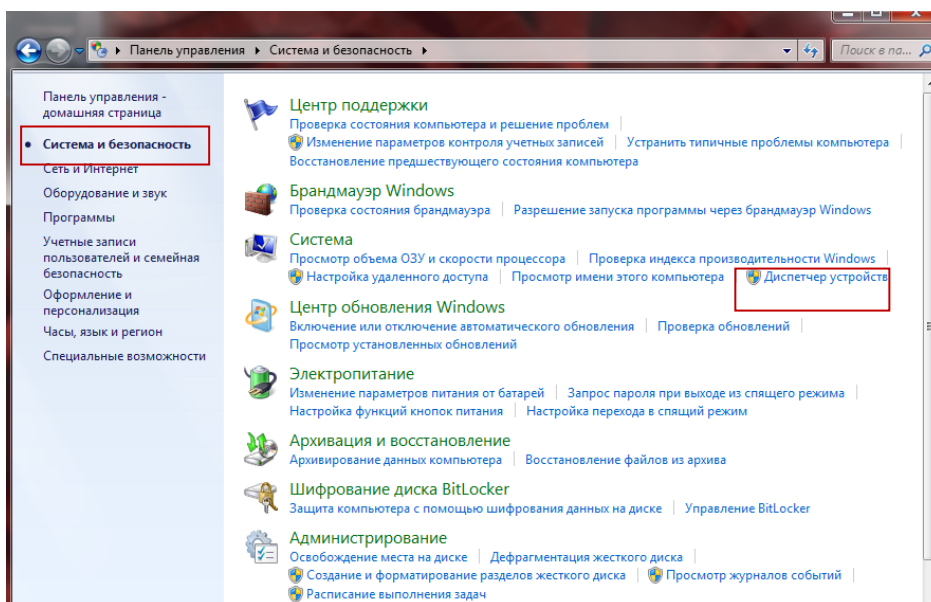 Панель управления ▸ Система и безопасность ▸
Поиск в па...
Панель управления -
домашняя страница
Система и безопасность
Сеть и Интернет
Оборудование и звук
Программы
Учетные записи
пользователей и семейная
безопасность
Оформление и
персонализация
Часы, язык и регион
Специальные возможности
Центр поддержки
Проверка состояния компьютера и решение проблем
Изменение параметров контроля учетных записей
Устранить типичные проблемы компьютера
Восстановление предшествующего состояния компьютера
Брандмауэр Windows
Проверка состояния брандмауэра
Разрешение запуска программы через брандмауэр Windows
Система
Просмотр объема ОЗУ и скорости процессора
Проверка индекса производительности Windows
Настройка удаленного доступа
Просмотр имени этого компьютера
Диспетчер устройств
Центр обновления Windows
Включение или отключение автоматического обновления
Проверка обновлений
Просмотр установленных обновлений
Электропитание
Изменение параметров питания от батарей
Запрос пароля при выходе из спящего режима
Настройка функций кнопок питания
Настройка перехода в спящий режим
Архивация и восстановление
Архивирование данных компьютера
Восстановление файлов из архива
Шифрование диска BitLocker
Защита компьютера с помощью шифрования данных на диске
Управление BitLocker
Администрирование
Освобождение места на диске
Дефрагментация жесткого диска
Создание и форматирование разделов жесткого диска
Просмотр журналов событий
Расписание выполнения задач